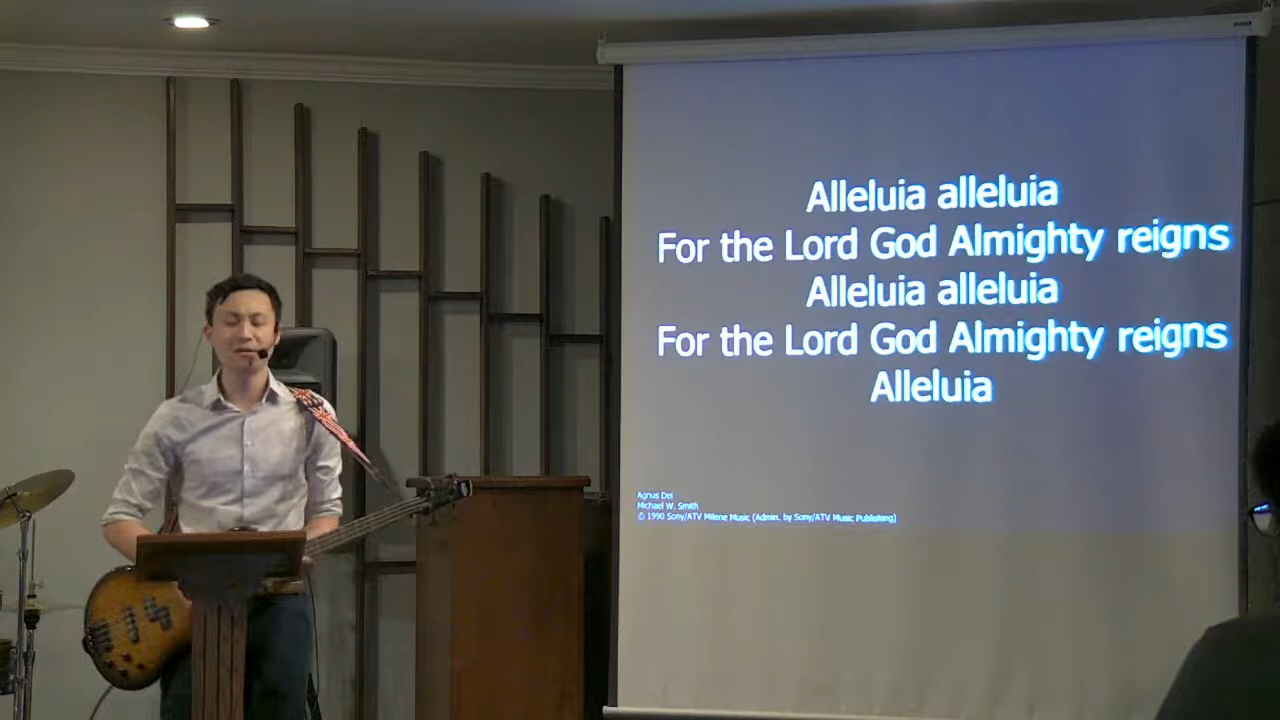 Alleluia alleluia
For the Lord God Almighty reigns
Alleluia alleluia
For the Lord God Almighty reigns
Alleluia
Agnus Dei
Michael W. Smith
© 1990 Sony/ATV Milene Music (Admin. by Sony/ATV Music Publishing)